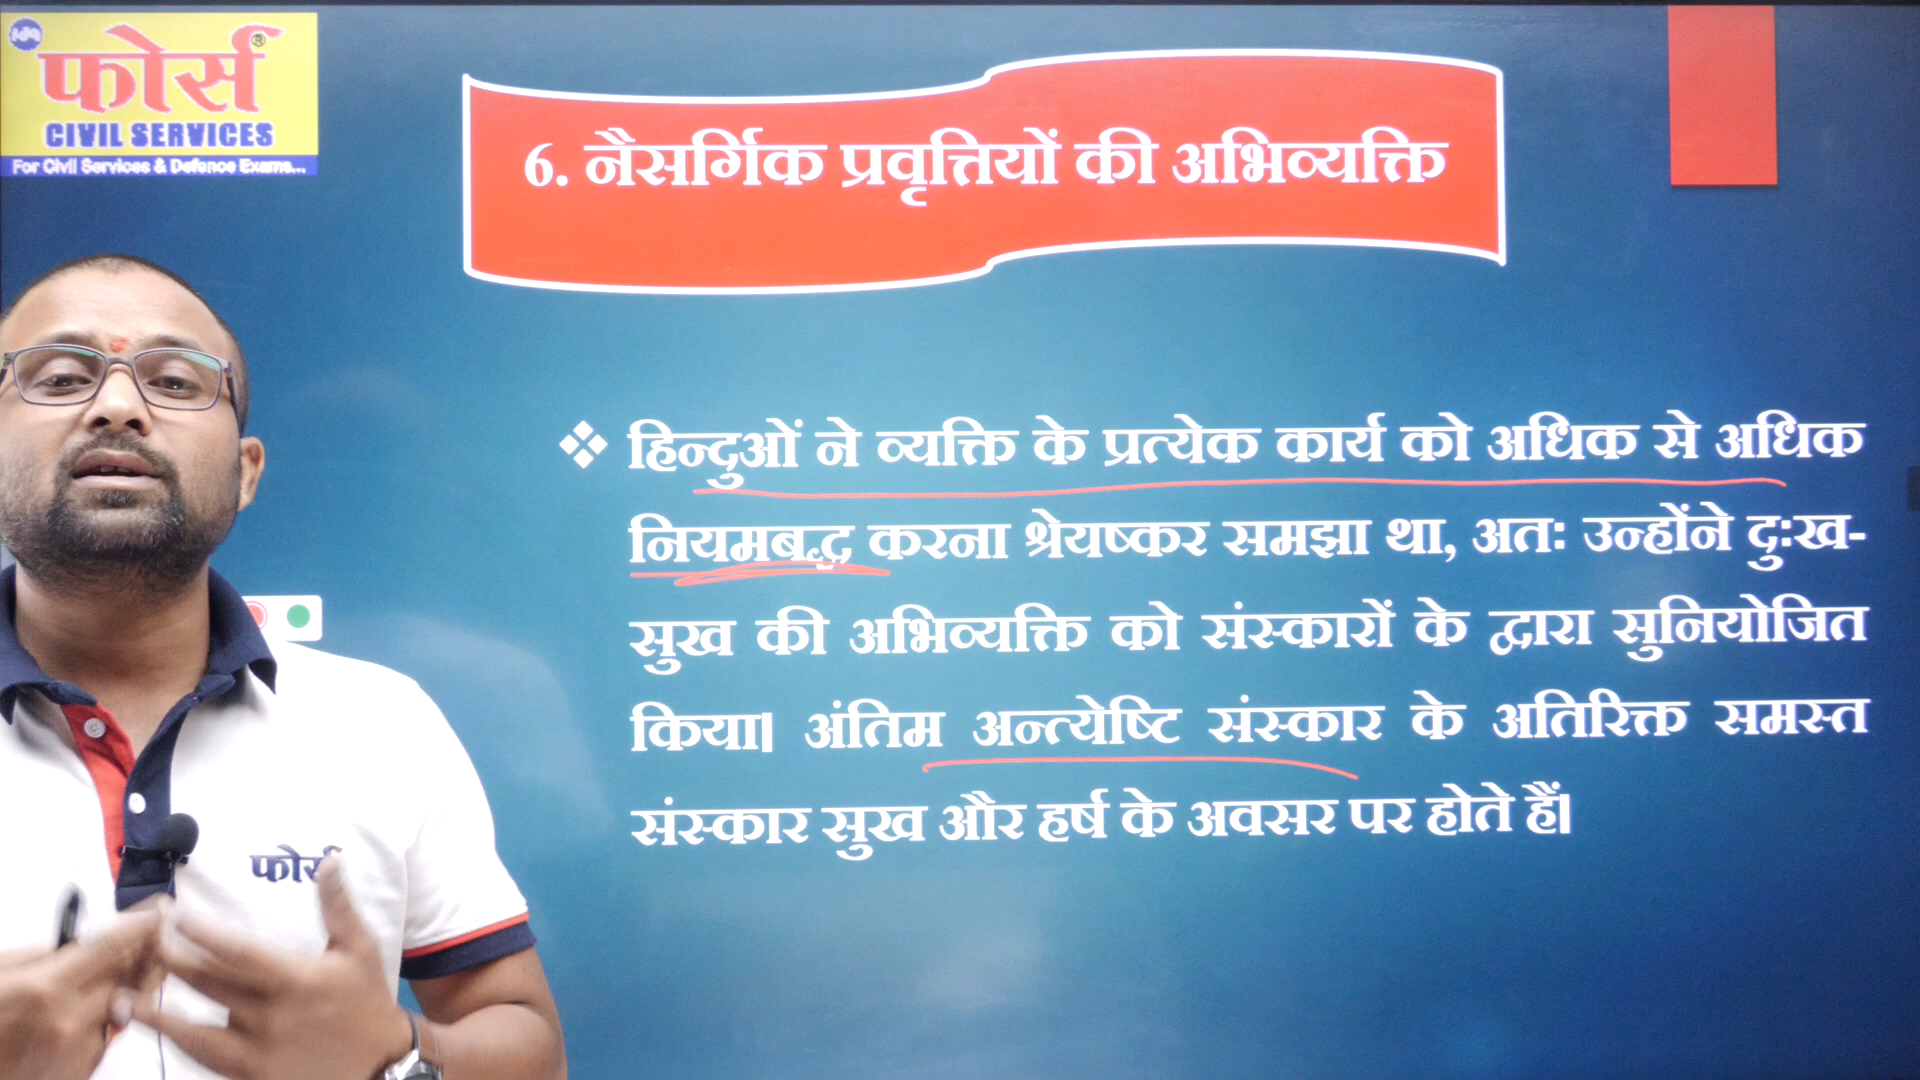 फोर्स
CIVIL SERVICES
For Civil Services & Defence Exams...
6. नैसर्गिक प्रवृत्तियों की अभिव्यक्ति
हिन्दुओं ने व्यक्ति के प्रत्येक कार्य को अधिक से अधिक
नियमबद्ध करना श्रेयष्कर समझा था, अतः उन्होंने दुःख-
सुख की अभिव्यक्ति को संस्कारों के द्वारा सुनियोजित
किया। अंतिम अन्त्येष्टि संस्कार के अतिरिक्त समस्त
संस्कार सुख और हर्ष के अवसर पर होते हैं।
फोर्स